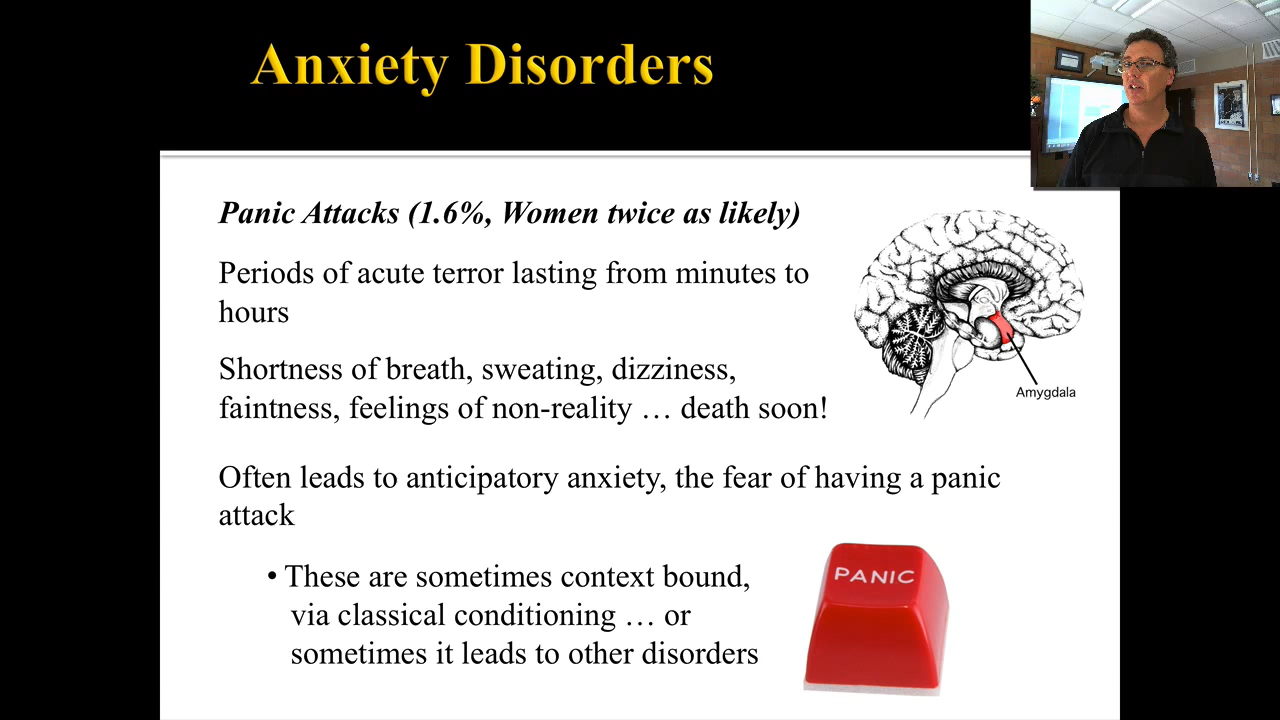 Anxiety Disorders
Panic Attacks (1.6%, Women twice as likely)
Periods of acute terror lasting from minutes to
hours
Shortness of breath, sweating, dizziness,
faintness, feelings of non-reality … death soon!
Amygdala
Often leads to anticipatory anxiety, the fear of having a panic
attack
• These are sometimes context bound,
via classical conditioning … or
sometimes it leads to other disorders
PANIC